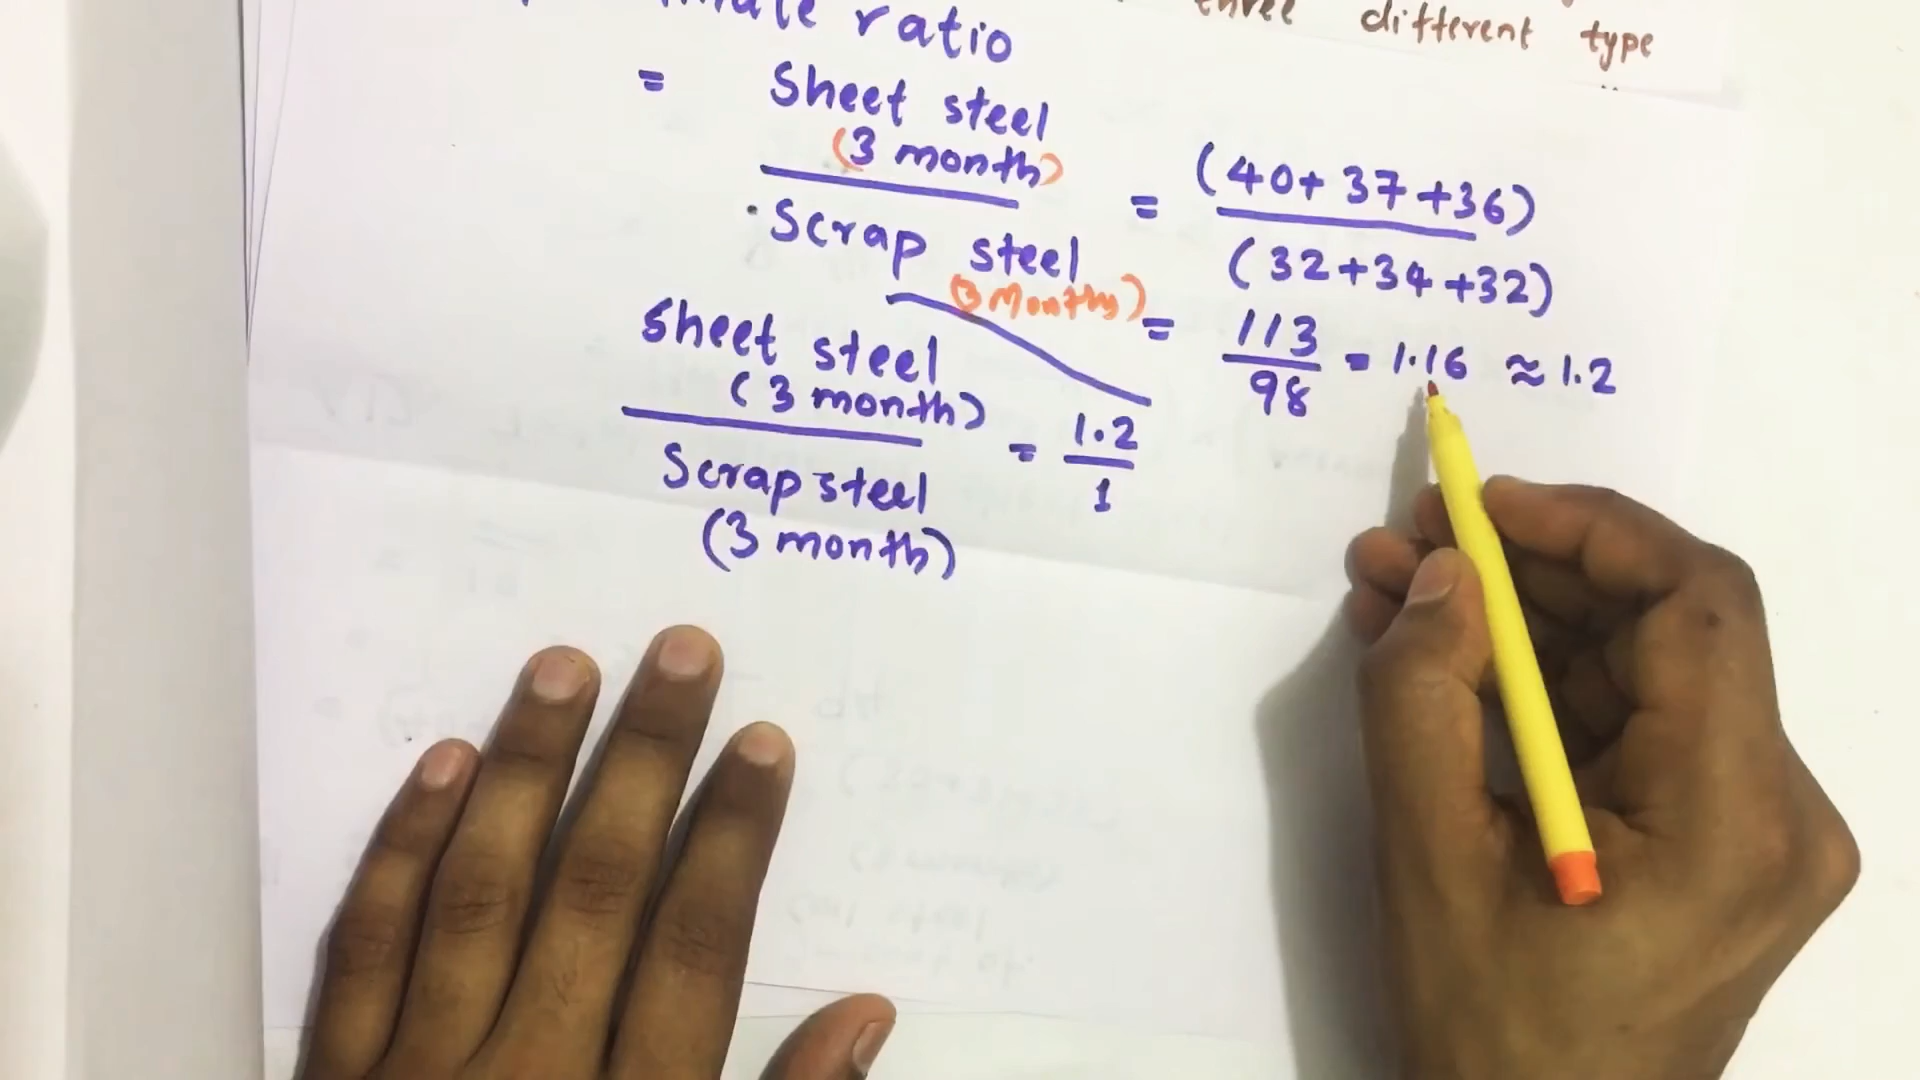 three different type
ratio
= Sheet steel
(3 month)
Scrap steel
(3 Months)
= (40+ 37 +36)
(32+34+32)
= 113
98
= 1.16 ≈ 1.2
Sheet steel
(3 month)
Scrap steel
(3 month)
= 1.2
1